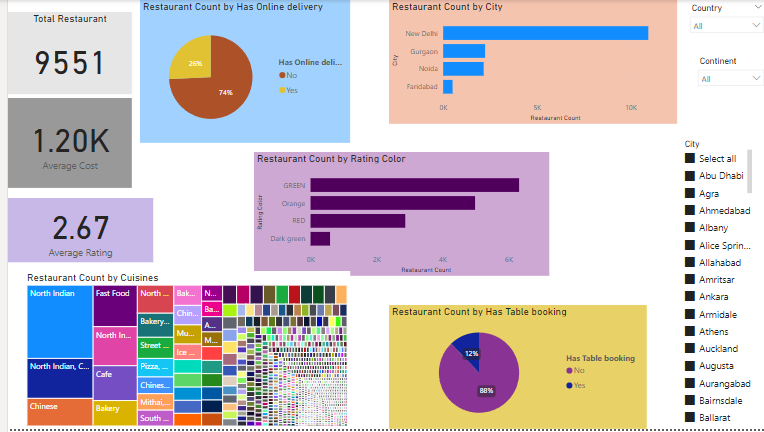 Total Restaurant
9551
1.20K
Average Cost
2.67
Average Rating
Restaurant Count by Has Online delivery
26%
74%
Has Online deli...
No
Yes
Restaurant Count by City
City
New Delhi
Gurgaon
Noida
Faridabad
0K 5K 10K
Restaurant Count
Country
All
Continent
All
Restaurant Count by Rating Color
Rating Color
GREEN
Orange
RED
Dark green
0K 2K 4K 6K
Restaurant Count
City
Select all
Abu Dhabi
Agra
Ahmedabad
Albany
Alice Sprin...
Allahabad
Amritsar
Ankara
Armidale
Athens
Auckland
Augusta
Aurangabad
Bairnsdale
Ballarat
Restaurant Count by Cuisines
North Indian
North Indian, C...
Chinese
Fast Food
North In...
Cafe
Bakery
North ...
Bakery...
Street ...
Pizza, ...
Chines...
Mithai,...
South ...
Bak...
Chin...
Mu...
Ice ...
N...
Ba...
A...
M...
Restaurant Count by Has Table booking
12%
88%
Has Table booking
No
Yes